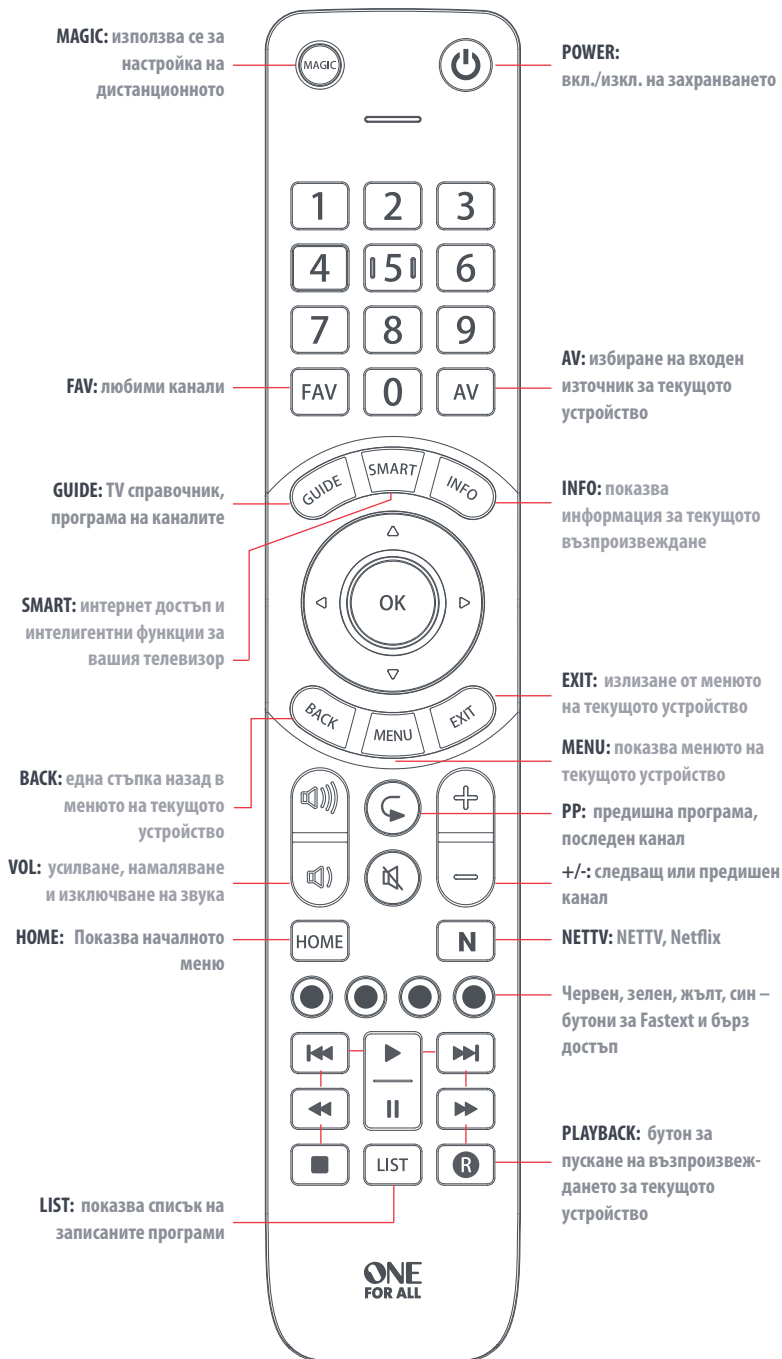 MAGIC: използва се за
настройка на
дистанционното
MAGIC
POWER:
вкл./изкл. на захранването
1 2 3
4 5 6
7 8 9
FAV: любими канали
FAV 0 AV
AV: избиране на входен
източник за текущото
устройство
GUIDE: TV справочник,
програма на каналите
GUIDE SMART INFO
INFO: показва
информация за текущото
възпроизвеждане
SMART: интернет достъп и
интелигентни функции за
вашия телевизор
OK
EXIT: излизане от менюто
на текущото устройство
BACK MENU EXIT
MENU: показва менюто на
текущото устройство
BACK: една стъпка назад в
менюто на текущото
устройство
PP: предишна програма,
последен канал
VOL: усилване, намаляване
и изключване на звука
+/-: следващ или предишен
канал
HOME: Показва началното
меню
HOME N
NETTV: NETTV, Netflix
Червен, зелен, жълт, син –
бутони за Fastext и бърз
достъп
PLAYBACK: бутон за
пускане на възпроизвеж-
дането за текущото
устройство
LIST R
LIST: показва списък на
записаните програми
ONE
FOR ALL